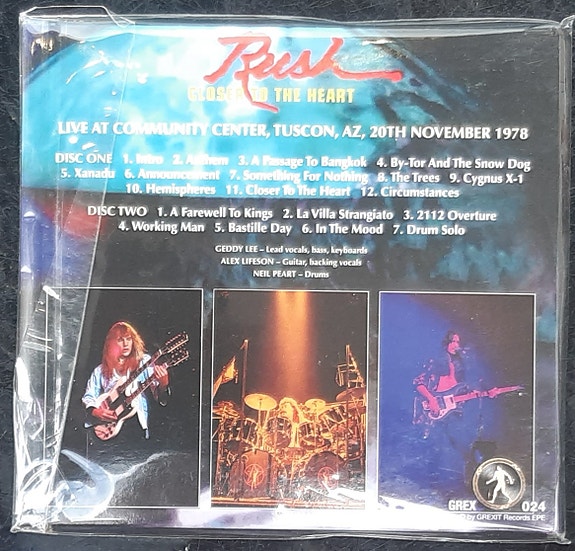 Rush
CLOSER TO THE HEART
LIVE AT COMMUNITY CENTER, TUSCON, AZ, 20TH NOVEMBER 1978
DISC ONE 1. Intro 2. Anthem 3. A Passage To Bangkok 4. By-Tor And The Snow Dog
5. Xanadu 6. Announcement 7. Something For Nothing 8. The Trees 9. Cygnus X-1
10. Hemispheres 11. Closer To The Heart 12. Circumstances
DISC TWO 1. A Farewell To Kings 2. La Villa Strangiato 3. 2112 Overture
4. Working Man 5. Bastille Day 6. In The Mood 7. Drum Solo
GEDDY LEE – Lead vocals, bass, keyboards
ALEX LIFESON – Guitar, backing vocals
NEIL PEART – Drums
GREX 024
by GREXIT Records.EPE